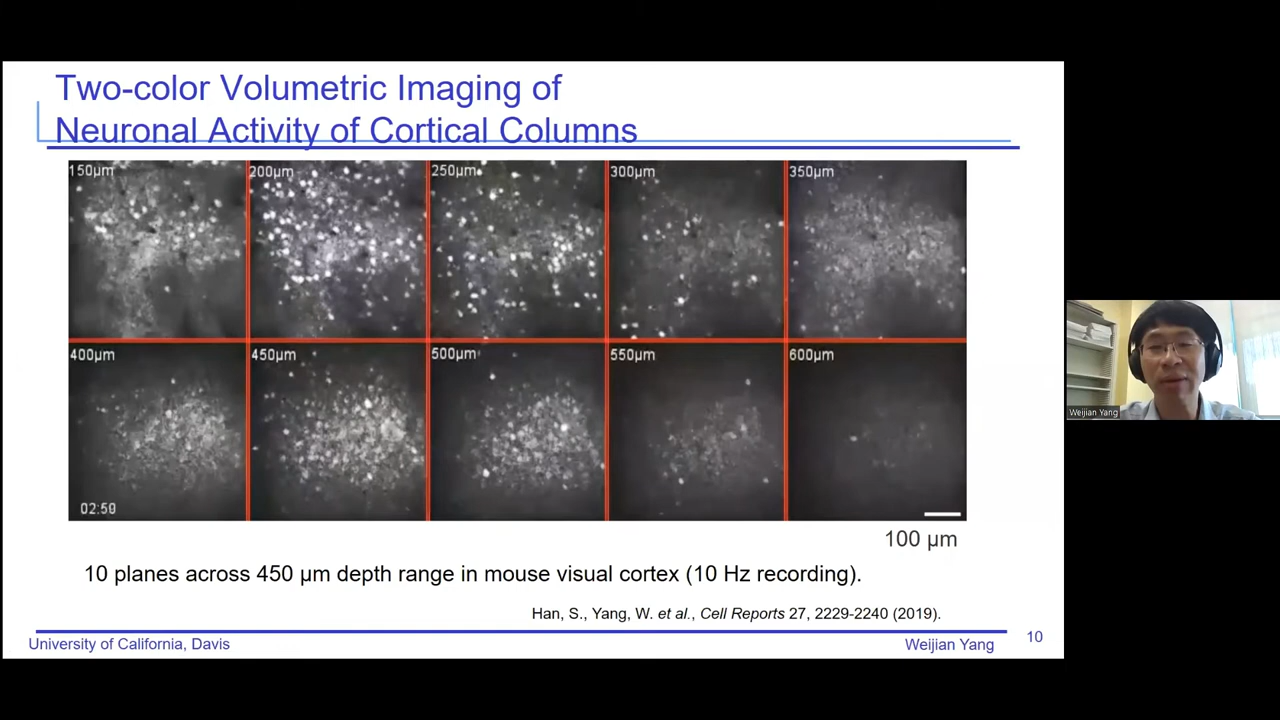 Two-color Volumetric Imaging of
Neuronal Activity of Cortical Columns
150µm
200µm
250µm
300µm
350µm
400µm
450µm
500µm
550µm
600µm
02:50
100 µm
10 planes across 450 µm depth range in mouse visual cortex (10 Hz recording).
Han, S., Yang, W. et al., Cell Reports 27, 2229-2240 (2019).
University of California, Davis
Weijian Yang
10
Weijian Yang